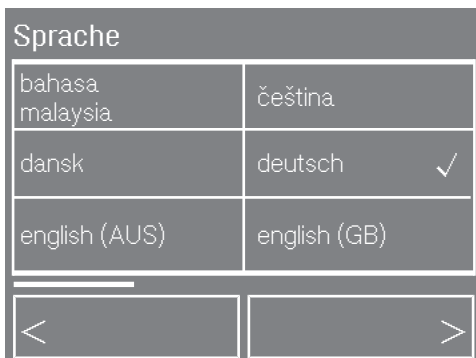 Sprache
bahasa
malaysia
čeština
dansk
deutsch ✓
english (AUS)
english (GB)
<
>